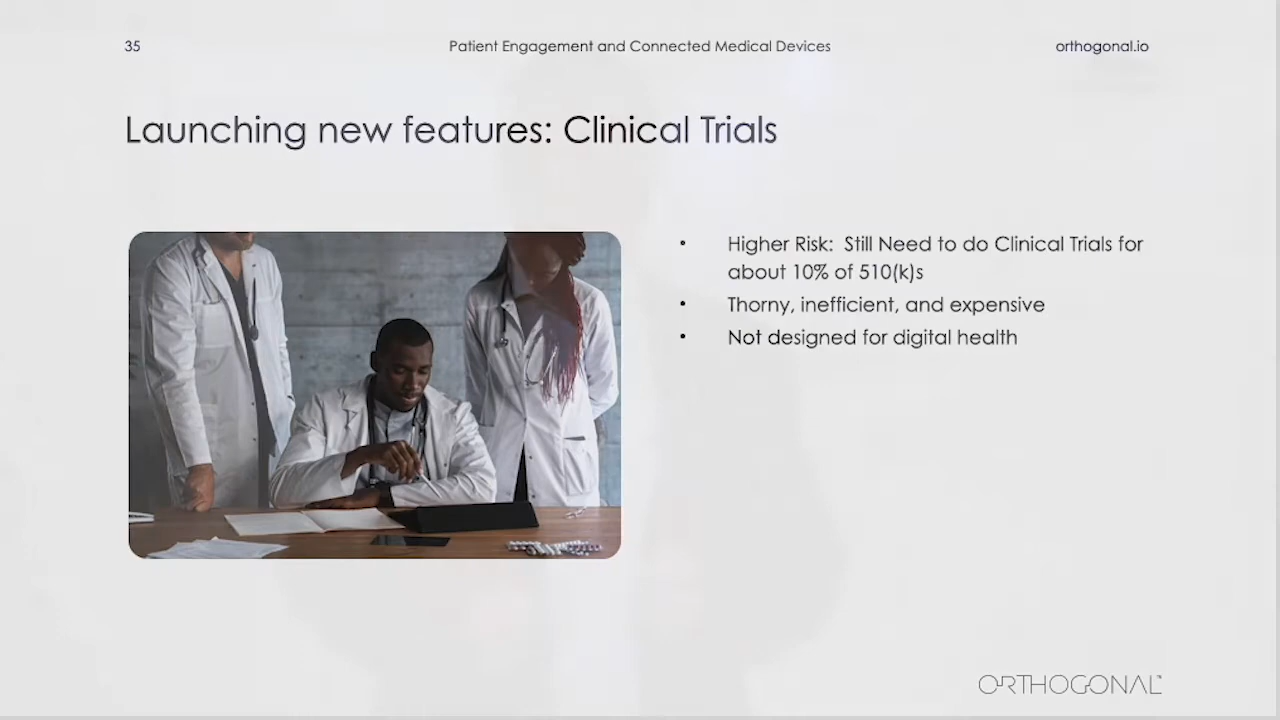 35
Patient Engagement and Connected Medical Devices
orthogonal.io
Launching new features: Clinical Trials
• Higher Risk:  Still Need to do Clinical Trials for
about 10% of 510(k)s
• Thorny, inefficient, and expensive
• Not designed for digital health
ORTHOGONAL